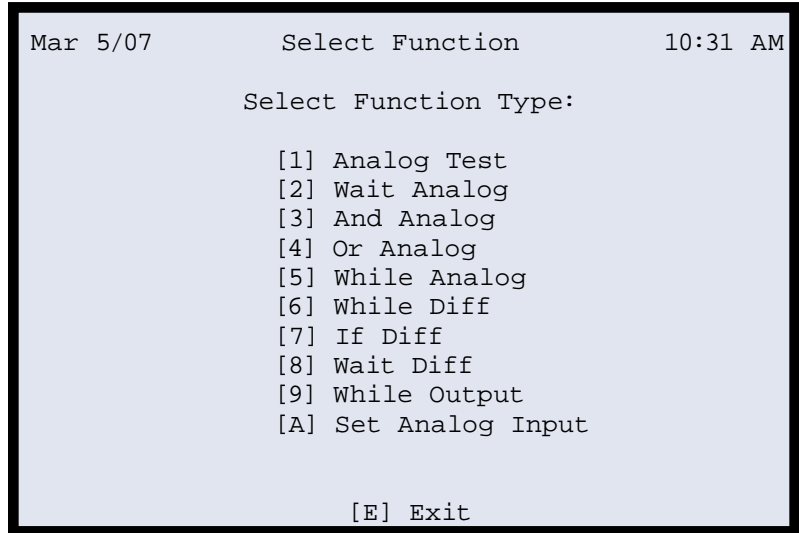 Mar 5/07 Select Function 10:31 AM
Select Function Type:
[1] Analog Test
[2] Wait Analog
[3] And Analog
[4] Or Analog
[5] While Analog
[6] While Diff
[7] If Diff
[8] Wait Diff
[9] While Output
[A] Set Analog Input
[E] Exit